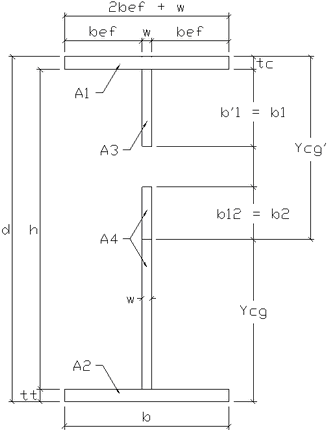 2bef + w
bef w bef
tc
A1
b'1 = b1
A3
Ycg'
b12 = b2
d h
A4
w
Ycg
A2
tt
b